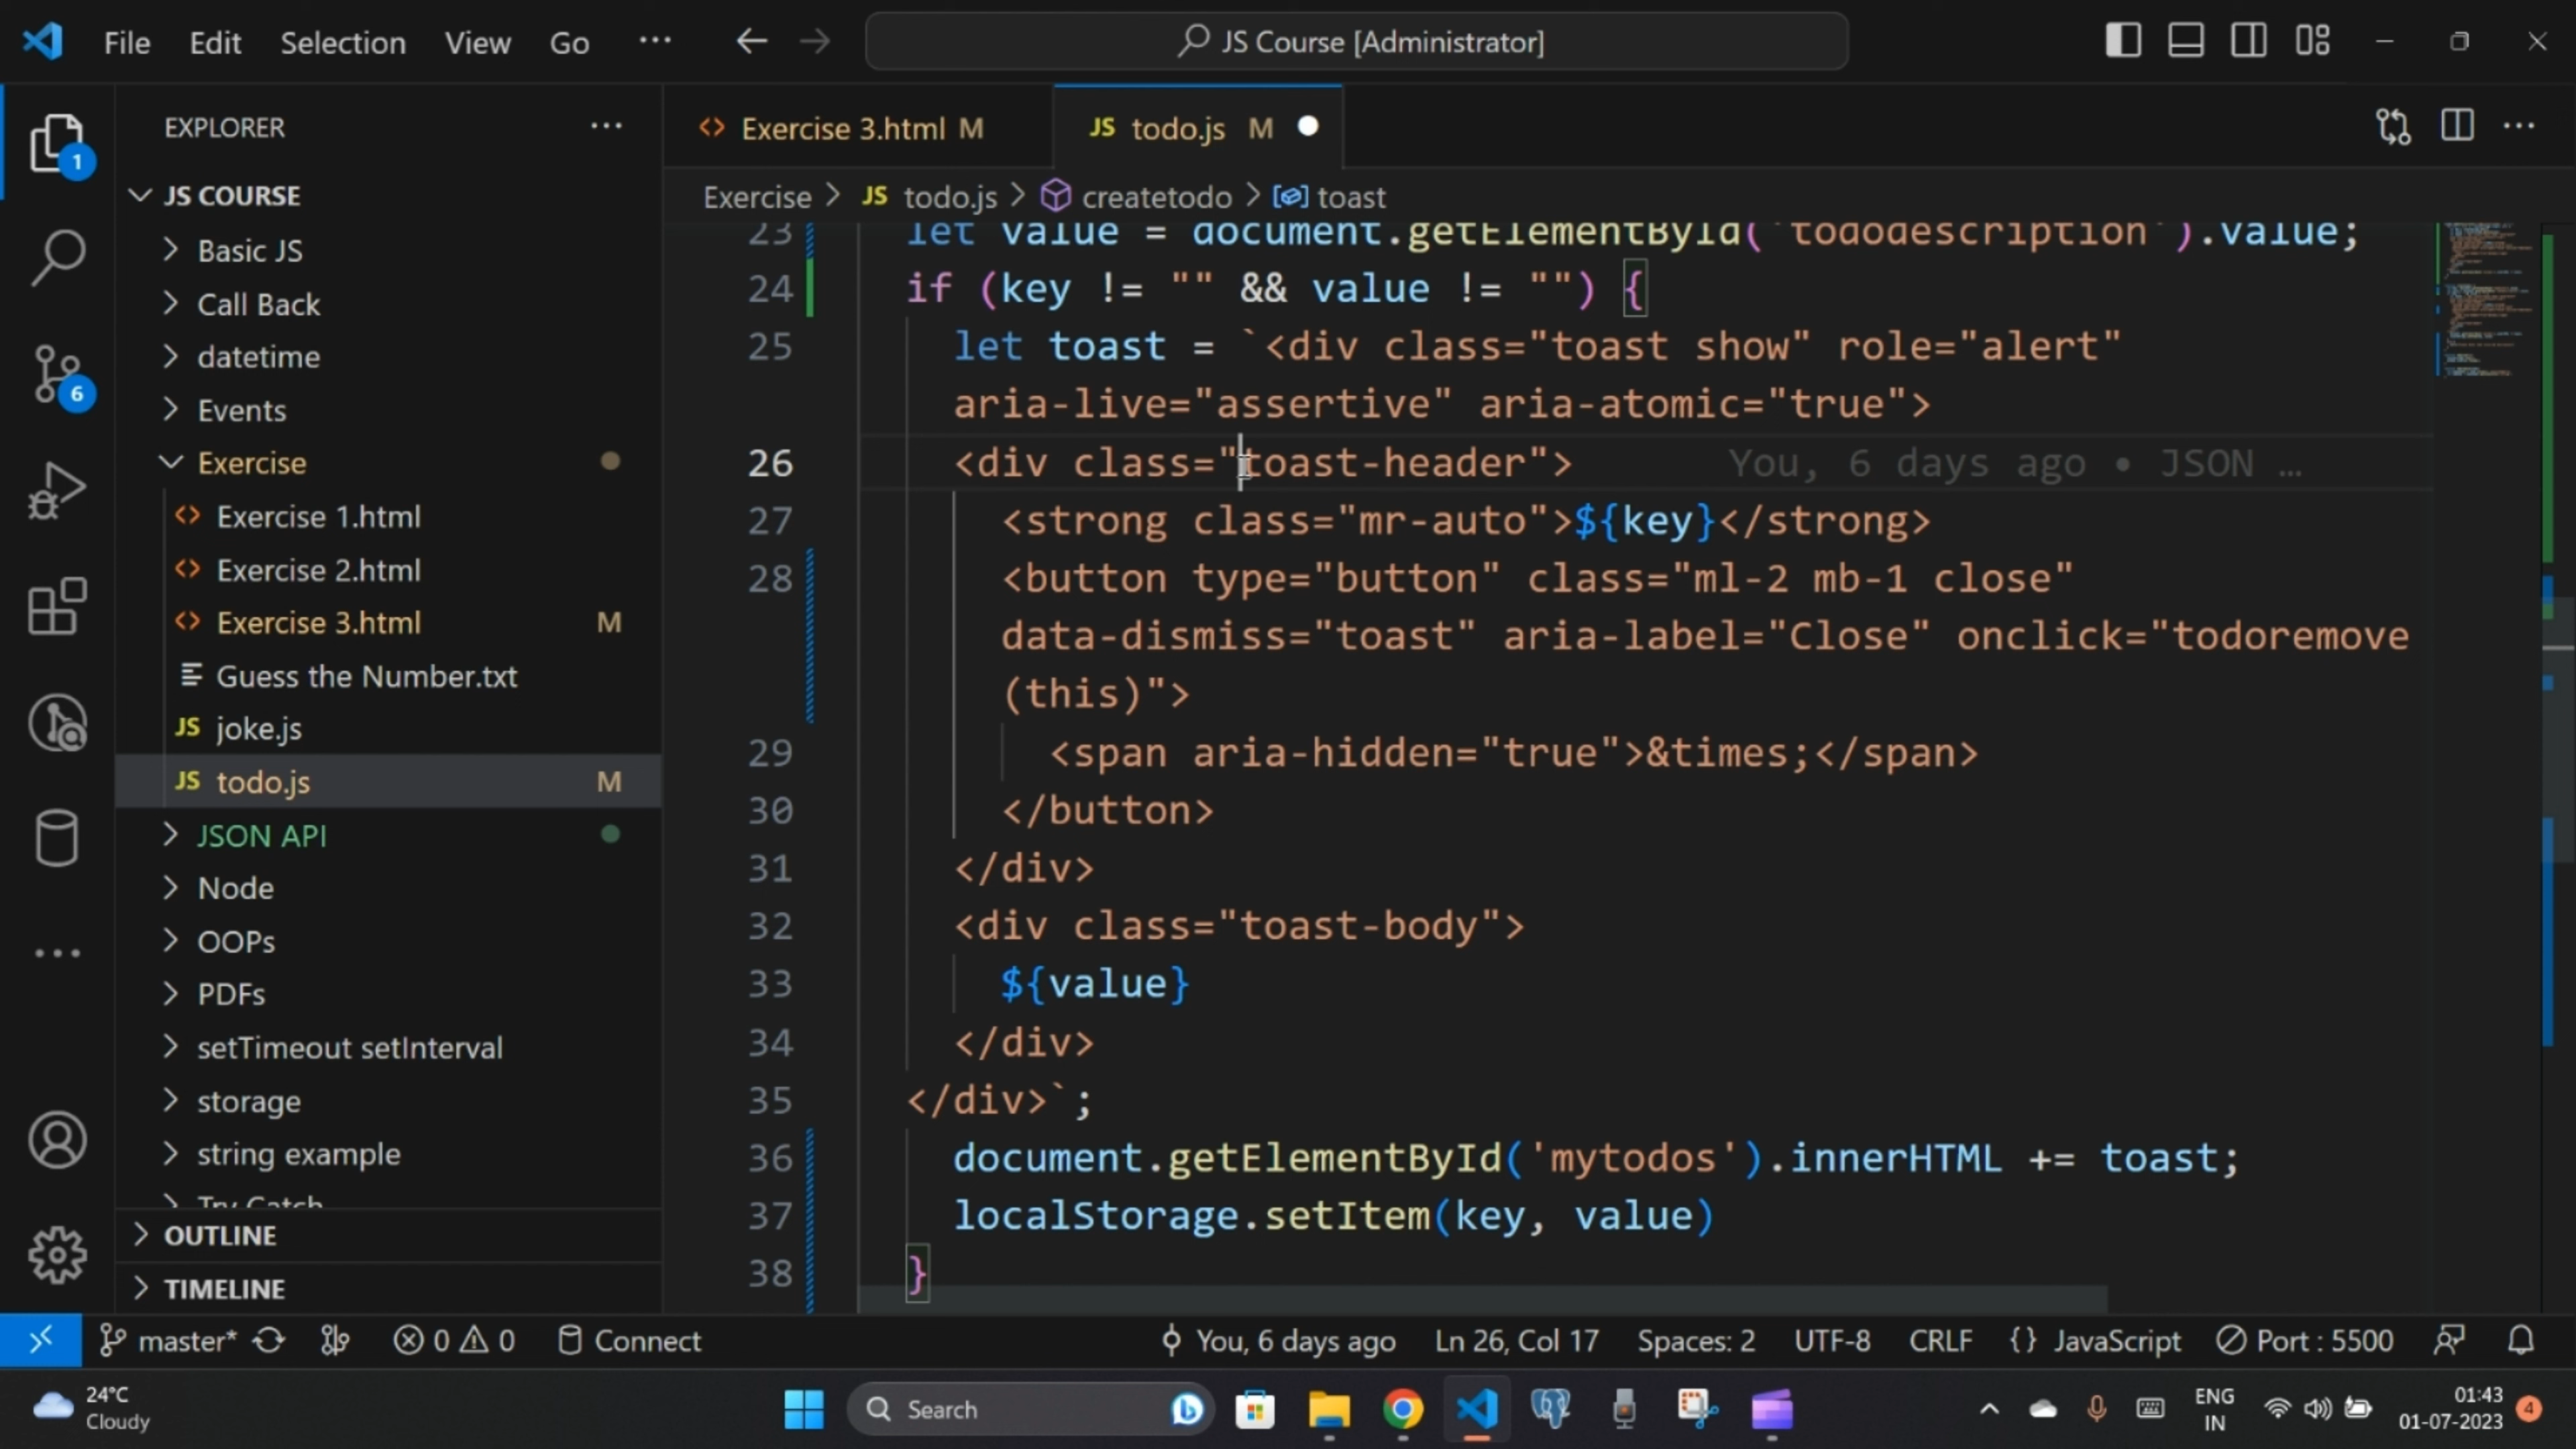 File Edit Selection View Go ··· JS Course [Administrator]
EXPLORER ···
1
JS COURSE
Basic JS
Call Back
datetime
Events
6
Exercise
Exercise 1.html
Exercise 2.html
Exercise 3.html M
Guess the Number.txt
JS joke.js
JS todo.js M
JSON API
Node
OOPs
PDFs
setTimeout setInterval
storage
string example
Try Catch
OUTLINE
TIMELINE
Exercise 3.html M JS todo.js M ···
Exercise > JS todo.js > createtodo > toast
23 let value = document.getElementById('tododescription').value;
24 if (key != "" && value != "") {
25 let toast = `<div class="toast show" role="alert"
aria-live="assertive" aria-atomic="true">
26 <div class="toast-header"> You, 6 days ago • JSON …
27 <strong class="mr-auto">${key}</strong>
28 <button type="button" class="ml-2 mb-1 close"
data-dismiss="toast" aria-label="Close" onclick="todoremove
(this)">
29 <span aria-hidden="true">&times;</span>
30 </button>
31 </div>
32 <div class="toast-body">
33 ${value}
34 </div>
35 </div>`;
36 document.getElementById('mytodos').innerHTML += toast;
37 localStorage.setItem(key, value)
38 }
master* 0 0 Connect You, 6 days ago Ln 26, Col 17 Spaces: 2 UTF-8 CRLF {} JavaScript Port : 5500
24°C
Cloudy
Search
ENG
IN
01:43
01-07-2023
4